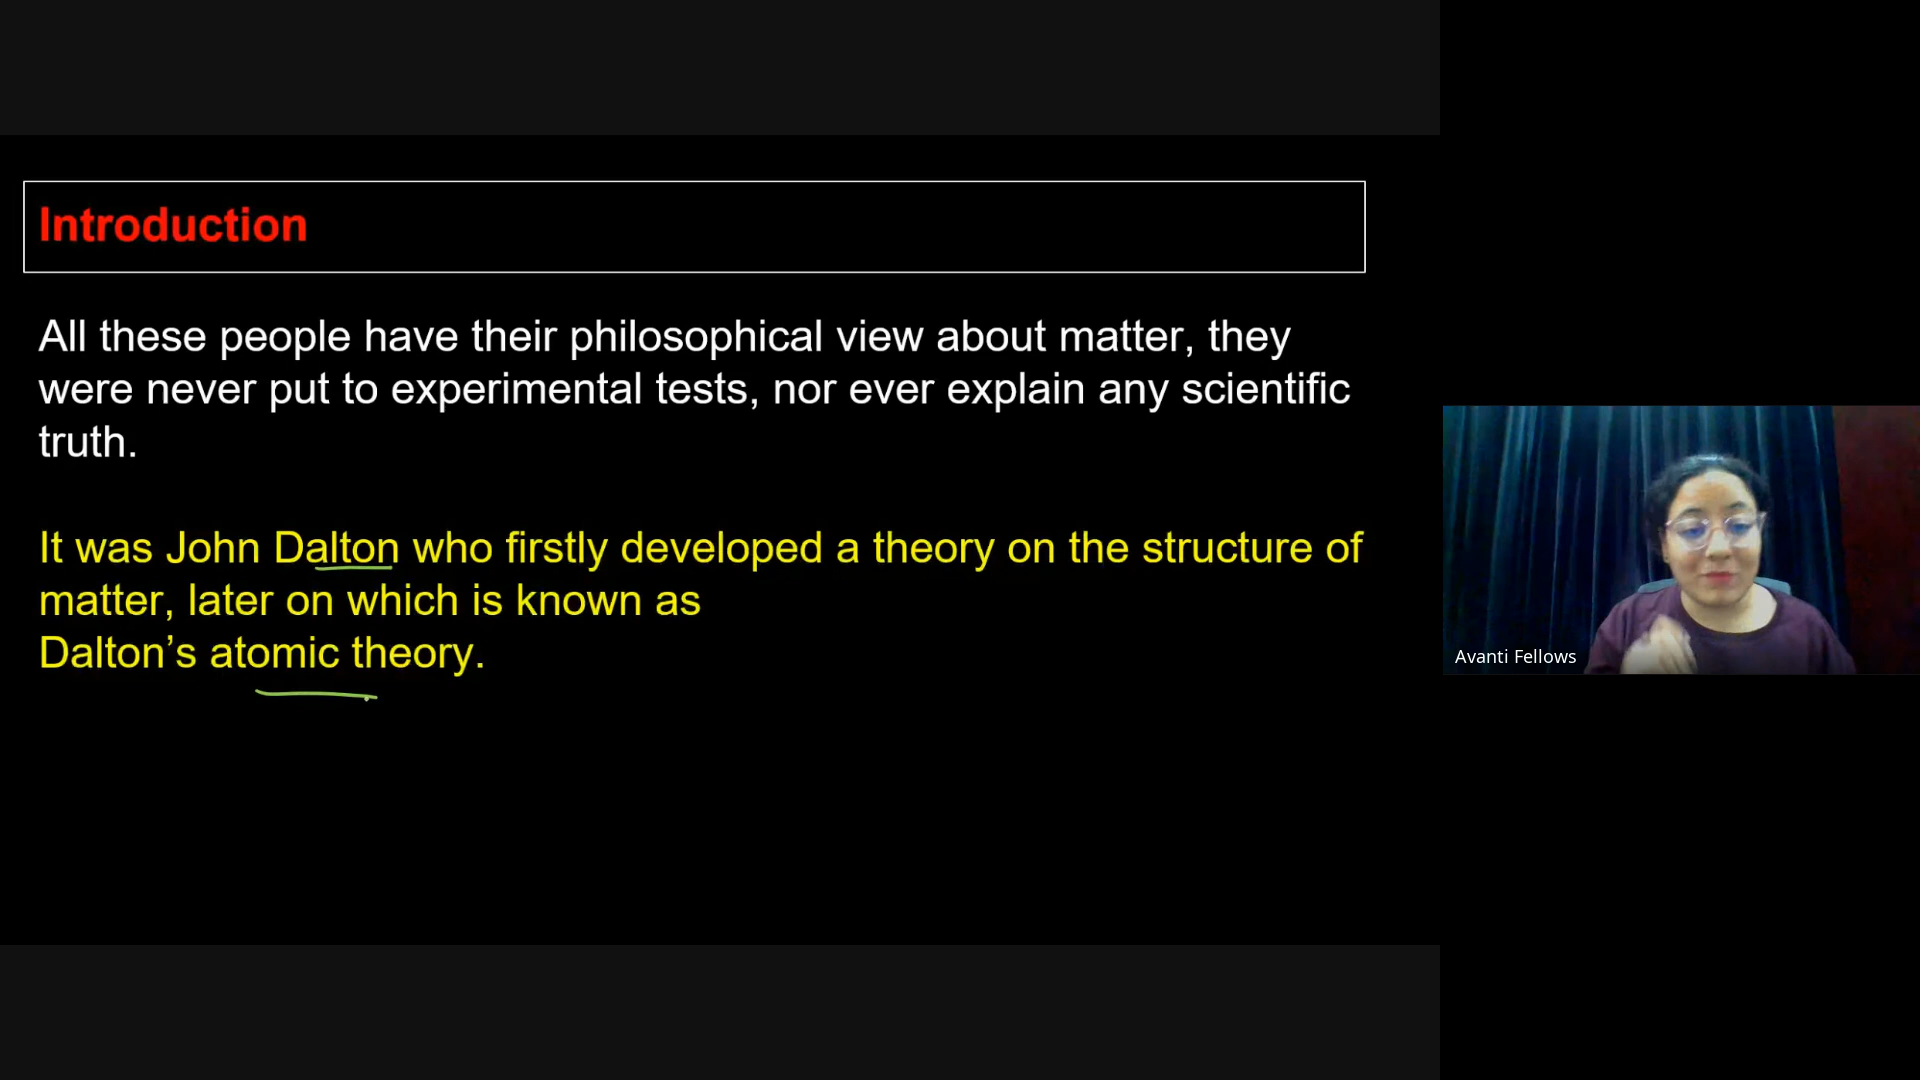 Introduction
All these people have their philosophical view about matter, they
were never put to experimental tests, nor ever explain any scientific
truth.
It was John Dalton who firstly developed a theory on the structure of
matter, later on which is known as
Dalton’s atomic theory.
Avanti Fellows